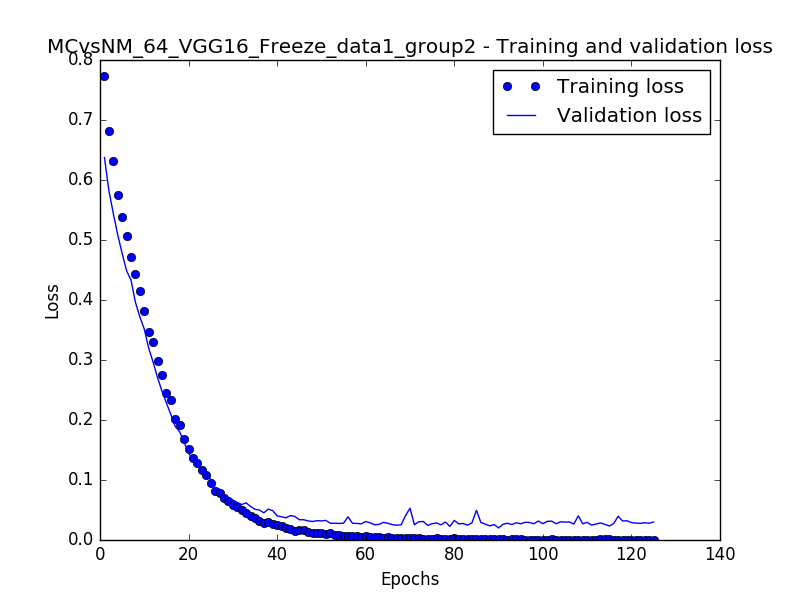 MCvsNM_64_VGG16_Freeze_data1_group2 - Training and validation loss
Training loss
Validation loss
0.8
0.7
0.6
0.5
0.4
0.3
0.2
0.1
0.0
Loss
0 20 40 60 80 100 120 140
Epochs